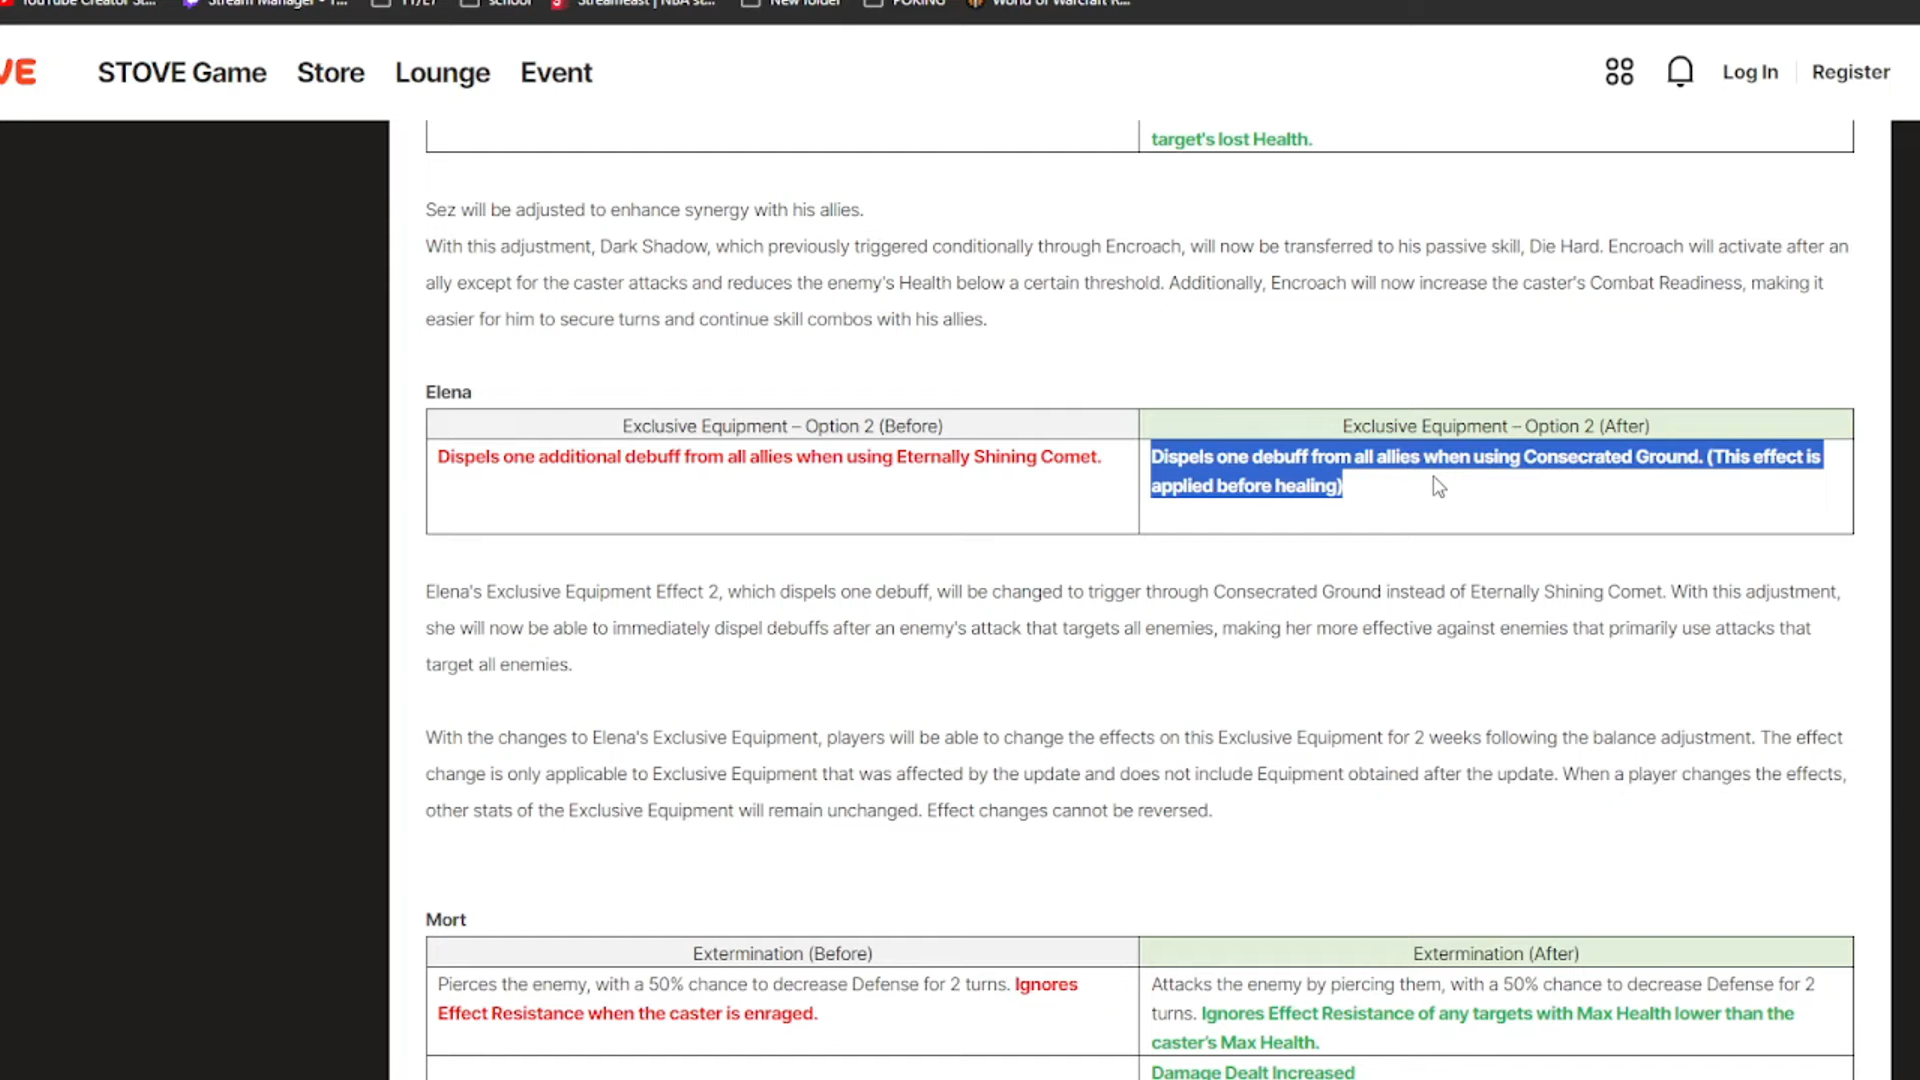 YouTube Creator St...
Stream Manager - T...
school
Streameast | NBA st...
New folder
POKING
World of Warcraft R...
VE
STOVE Game
Store
Lounge
Event
Log In
Register
target's lost Health.
Sez will be adjusted to enhance synergy with his allies.
With this adjustment, Dark Shadow, which previously triggered conditionally through Encroach, will now be transferred to his passive skill, Die Hard. Encroach will activate after an
ally except for the caster attacks and reduces the enemy's Health below a certain threshold. Additionally, Encroach will now increase the caster's Combat Readiness, making it
easier for him to secure turns and continue skill combos with his allies.
Elena
Exclusive Equipment – Option 2 (Before)
Exclusive Equipment – Option 2 (After)
Dispels one additional debuff from all allies when using Eternally Shining Comet.
Dispels one debuff from all allies when using Consecrated Ground. (This effect is
applied before healing)
Elena's Exclusive Equipment Effect 2, which dispels one debuff, will be changed to trigger through Consecrated Ground instead of Eternally Shining Comet. With this adjustment,
she will now be able to immediately dispel debuffs after an enemy's attack that targets all enemies, making her more effective against enemies that primarily use attacks that
target all enemies.
With the changes to Elena's Exclusive Equipment, players will be able to change the effects on this Exclusive Equipment for 2 weeks following the balance adjustment. The effect
change is only applicable to Exclusive Equipment that was affected by the update and does not include Equipment obtained after the update. When a player changes the effects,
other stats of the Exclusive Equipment will remain unchanged. Effect changes cannot be reversed.
Mort
Extermination (Before)
Extermination (After)
Pierces the enemy, with a 50% chance to decrease Defense for 2 turns. Ignores
Effect Resistance when the caster is enraged.
Attacks the enemy by piercing them, with a 50% chance to decrease Defense for 2
turns. Ignores Effect Resistance of any targets with Max Health lower than the
caster's Max Health.
Damage Dealt Increased